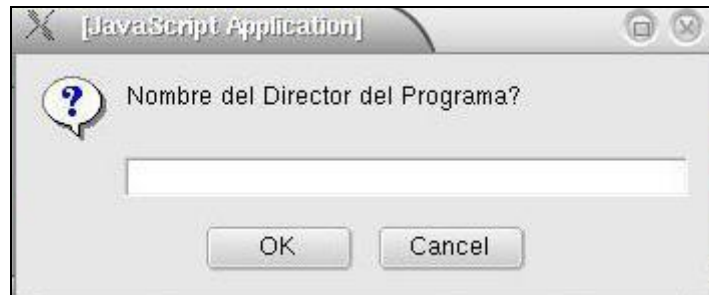 [JavaScript Application]
Nombre del Director del Programa?
OK
Cancel